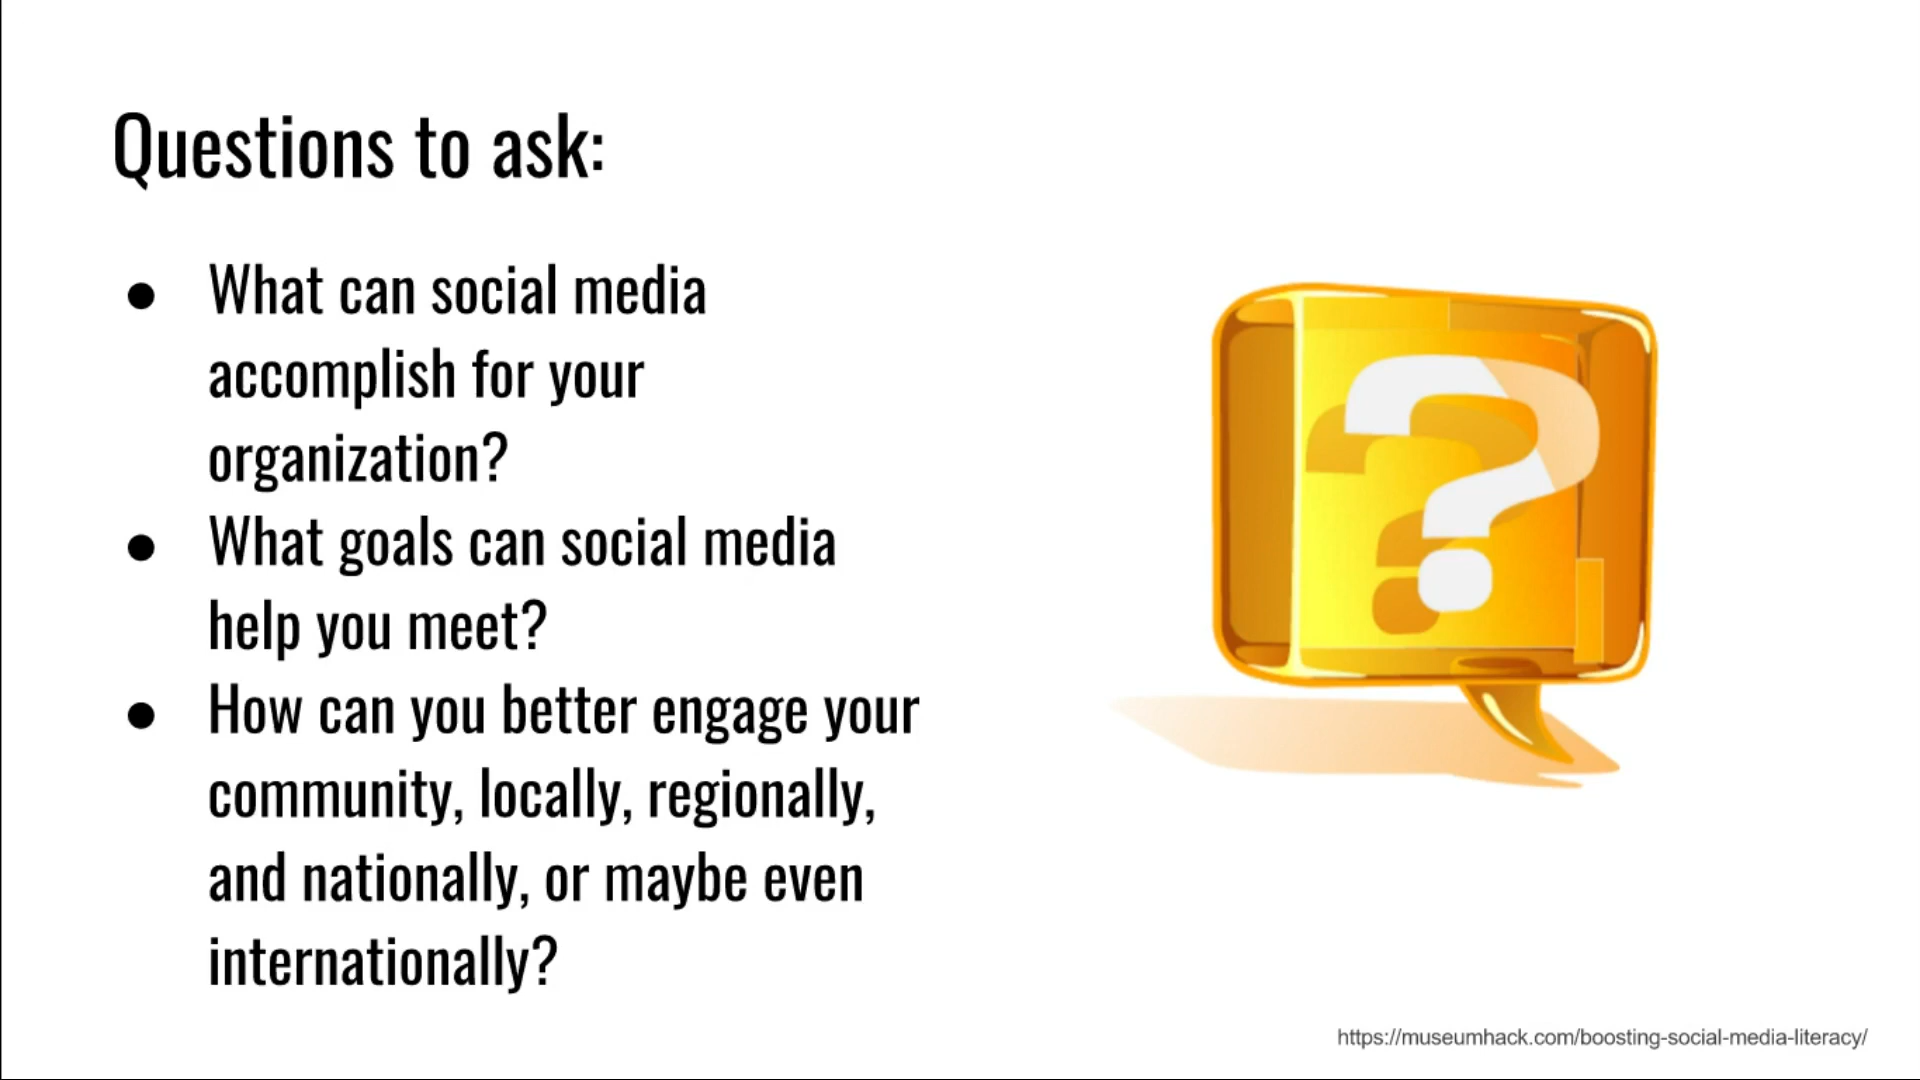 Questions to ask:
● What can social media
accomplish for your
organization?
● What goals can social media
help you meet?
● How can you better engage your
community, locally, regionally,
and nationally, or maybe even
internationally?
?
https://museumhack.com/boosting-social-media-literacy/